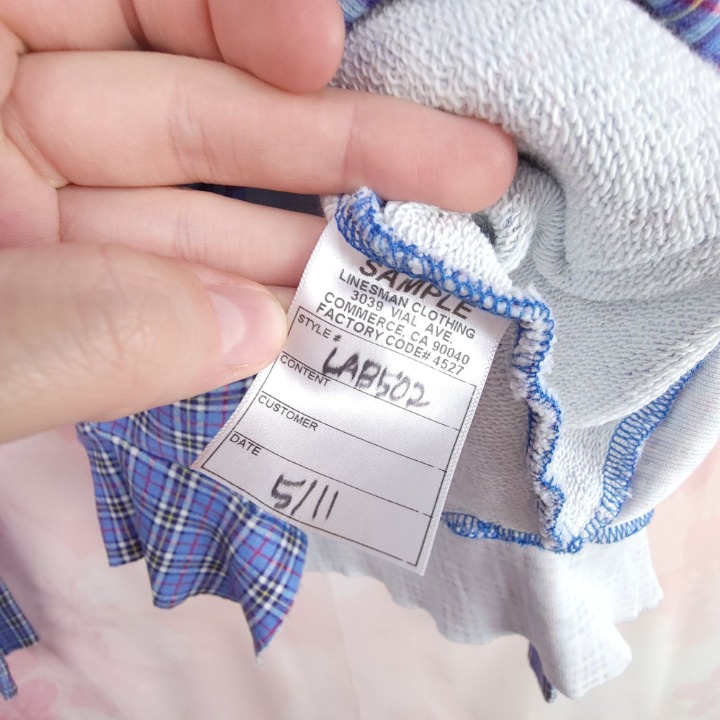 SAMPLE
LINESMAN CLOTHING
3039 VIAL AVE.
COMMERCE, CA 90040
FACTORY CODE# 4527
STYLE #
LAB502
CONTENT
CUSTOMER
DATE
5/11